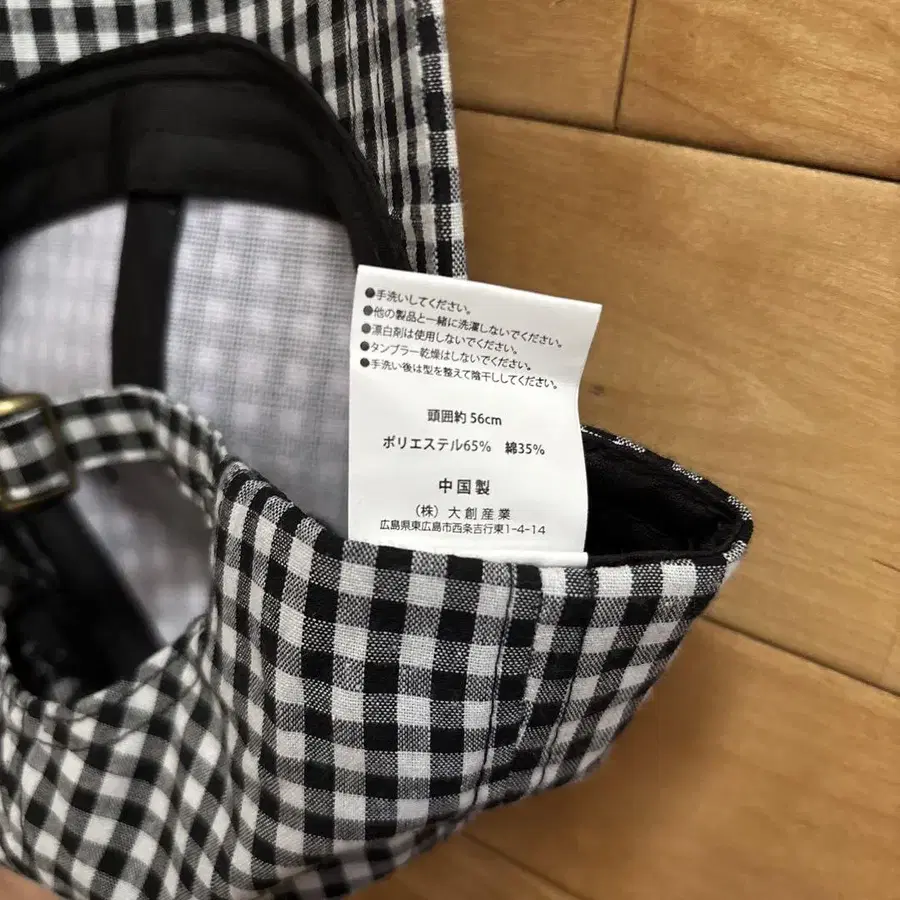 ●手洗いしてください。
●他の製品と一緒に洗濯しないでください。
●漂白剤は使用しないでください。
●タンブラー乾燥はしないでください。
●手洗い後は型を整えて陰干ししてください。
頭囲約 56cm
ポリエステル65% 綿35%
中国製
(株) 大創産業
広島県東広島市西条吉行東1-4-14